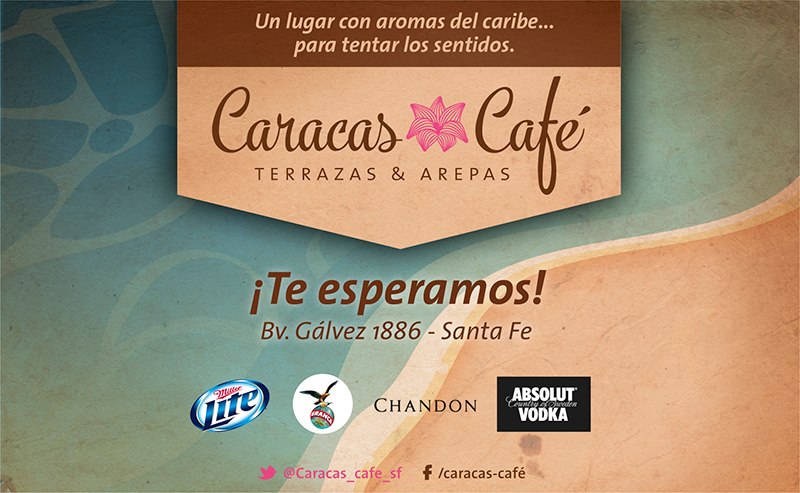 Un lugar con aromas del caribe...
para tentar los sentidos.
Caracas Café
TERRAZAS & AREPAS
¡Te esperamos!
Bv. Gálvez 1886 - Santa Fe
Miller
Lite
BRANCA
CHANDON
ABSOLUT
Country of Sweden
VODKA
@Caracas_cafe_sf
/caracas-café